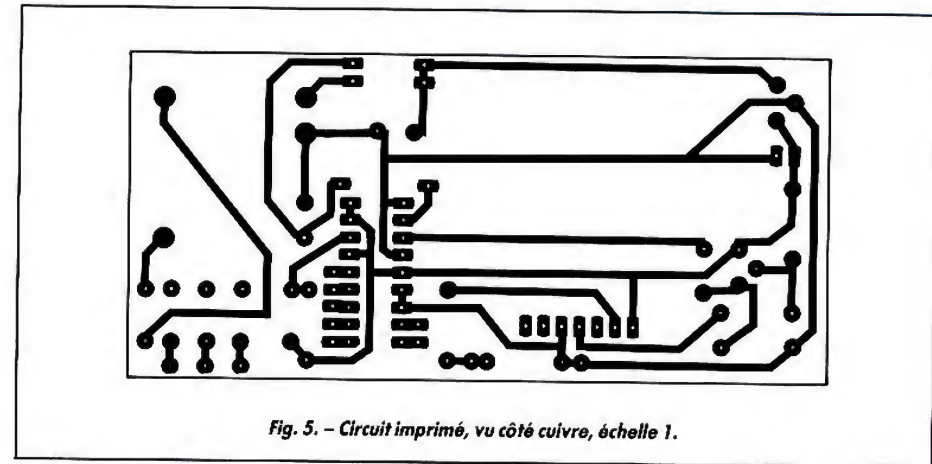 Fig. 5. – Circuit imprimé, vu côté cuivre, échelle 1.